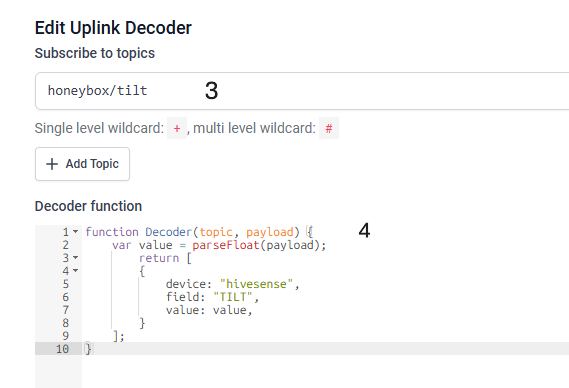 Edit Uplink Decoder
Subscribe to topics
honeybox/tilt 3
Single level wildcard: + , multi level wildcard: #
+ Add Topic
Decoder function
1 function Decoder(topic, payload) { 4
2 var value = parseFloat(payload);
3 return [
4 {
5 device: "hivesense",
6 field: "TILT",
7 value: value,
8 }
9 ];
10 }